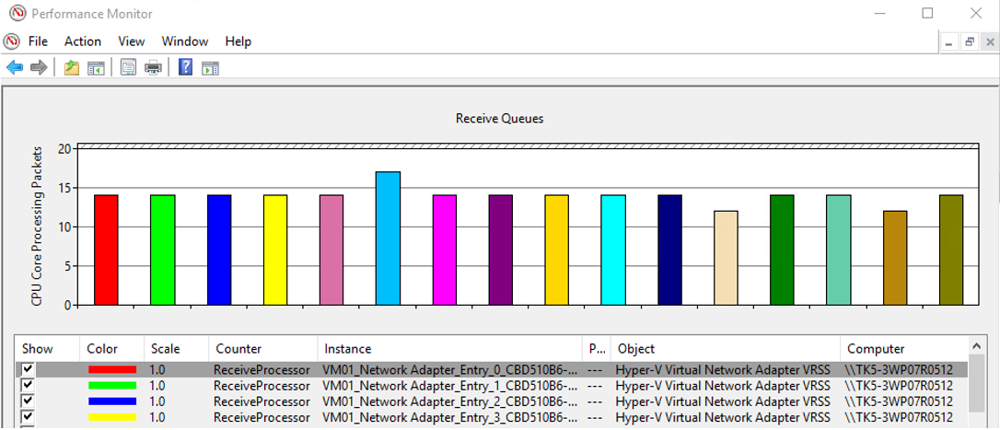 Performance Monitor
File Action View Window Help
Receive Queues
CPU Core Processing Packets
20
15
10
5
0
Show Color Scale Counter Instance P... Object Computer
1.0 ReceiveProcessor VM01_Network Adapter_Entry_0_CBD510B6-... --- Hyper-V Virtual Network Adapter VRSS \\TK5-3WP07R0512
1.0 ReceiveProcessor VM01_Network Adapter_Entry_1_CBD510B6-... --- Hyper-V Virtual Network Adapter VRSS \\TK5-3WP07R0512
1.0 ReceiveProcessor VM01_Network Adapter_Entry_2_CBD510B6-... --- Hyper-V Virtual Network Adapter VRSS \\TK5-3WP07R0512
1.0 ReceiveProcessor VM01_Network Adapter_Entry_3_CBD510B6-... --- Hyper-V Virtual Network Adapter VRSS \\TK5-3WP07R0512